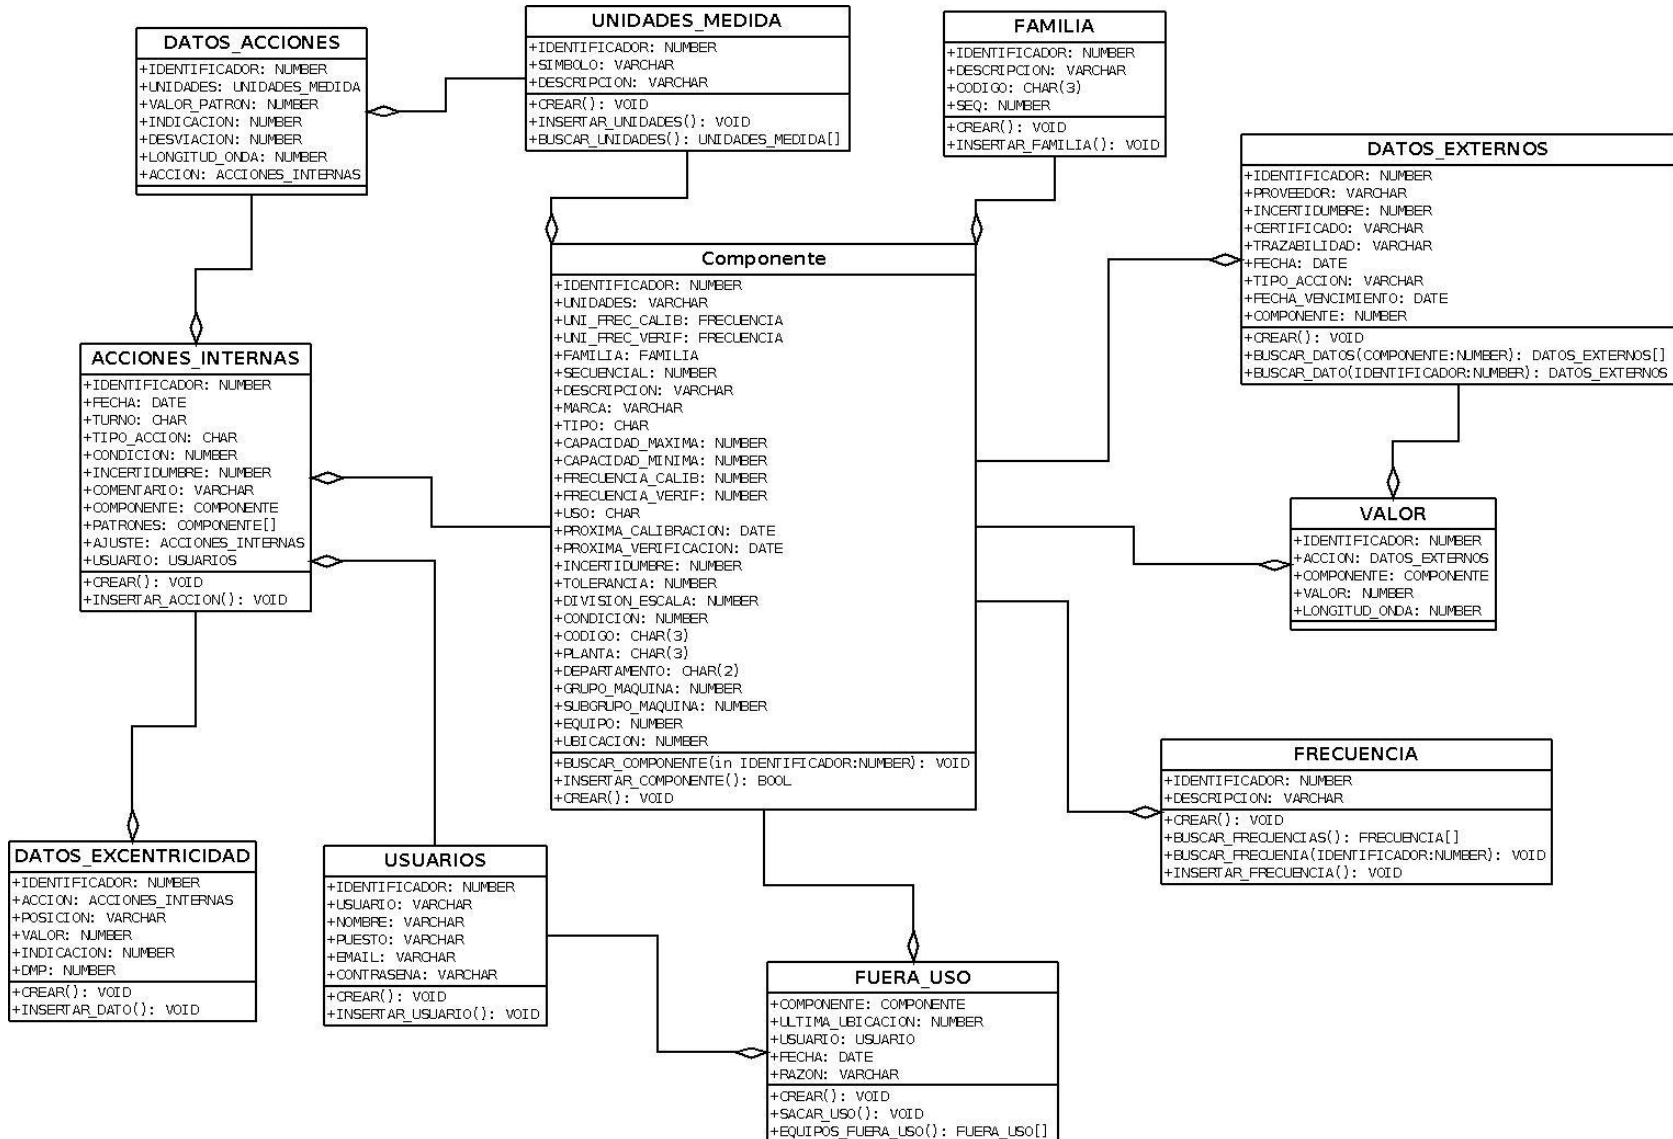 DATOS_ACCIONES
+IDENTIFICADOR: NUMBER
+UNIDADES: UNIDADES_MEDIDA
+VALOR_PATRON: NUMBER
+INDICACION: NUMBER
+DESVIACION: NUMBER
+LONGITUD_ONDA: NUMBER
+ACCION: ACCIONES_INTERNAS
UNIDADES_MEDIDA
+IDENTIFICADOR: NUMBER
+SIMBOLO: VARCHAR
+DESCRIPCION: VARCHAR
+CREAR(): VOID
+INSERTAR_UNIDADES(): VOID
+BUSCAR_UNIDADES(): UNIDADES_MEDIDA[]
FAMILIA
+IDENTIFICADOR: NUMBER
+DESCRIPCION: VARCHAR
+CODIGO: CHAR(3)
+SEQ: NUMBER
+CREAR(): VOID
+INSERTAR_FAMILIA(): VOID
DATOS_EXTERNOS
+IDENTIFICADOR: NUMBER
+PROVEEDOR: VARCHAR
+INCERTIDUMBRE: NUMBER
+CERTIFICADO: VARCHAR
+TRAZABILIDAD: VARCHAR
+FECHA: DATE
+TIPO_ACCION: VARCHAR
+FECHA_VENCIMIENTO: DATE
+COMPONENTE: NUMBER
+CREAR(): VOID
+BUSCAR_DATOS(COMPONENTE:NUMBER): DATOS_EXTERNOS[]
+BUSCAR_DATO(IDENTIFICADOR:NUMBER): DATOS_EXTERNOS
Componente
+IDENTIFICADOR: NUMBER
+UNIDADES: VARCHAR
+UNI_FREC_CALIB: FRECUENCIA
+UNI_FREC_VERIF: FRECUENCIA
+FAMILIA: FAMILIA
+SECUENCIAL: NUMBER
+DESCRIPCION: VARCHAR
+MARCA: VARCHAR
+TIPO: CHAR
+CAPACIDAD_MAXIMA: NUMBER
+CAPACIDAD_MINIMA: NUMBER
+FRECUENCIA_CALIB: NUMBER
+FRECUENCIA_VERIF: NUMBER
+USO: CHAR
+PROXIMA_CALIBRACION: DATE
+PROXIMA_VERIFICACION: DATE
+INCERTIDUMBRE: NUMBER
+TOLERANCIA: NUMBER
+DIVISION_ESCALA: NUMBER
+CONDICION: NUMBER
+CODIGO: CHAR(3)
+PLANTA: CHAR(3)
+DEPARTAMENTO: CHAR(2)
+GRUPO_MAQUINA: NUMBER
+SUBGRUPO_MAQUINA: NUMBER
+EQUIPO: NUMBER
+UBICACION: NUMBER
+BUSCAR_COMPONENTE(in IDENTIFICADOR:NUMBER): VOID
+INSERTAR_COMPONENTE(): BOOL
+CREAR(): VOID
ACCIONES_INTERNAS
+IDENTIFICADOR: NUMBER
+FECHA: DATE
+TURNO: CHAR
+TIPO_ACCION: CHAR
+CONDICION: NUMBER
+INCERTIDUMBRE: NUMBER
+COMENTARIO: VARCHAR
+COMPONENTE: COMPONENTE
+PATRONES: COMPONENTE[]
+AJUSTE: ACCIONES_INTERNAS
+USUARIO: USUARIOS
+CREAR(): VOID
+INSERTAR_ACCION(): VOID
VALOR
+IDENTIFICADOR: NUMBER
+ACCION: DATOS_EXTERNOS
+COMPONENTE: COMPONENTE
+VALOR: NUMBER
+LONGITUD_ONDA: NUMBER
FRECUENCIA
+IDENTIFICADOR: NUMBER
+DESCRIPCION: VARCHAR
+CREAR(): VOID
+BUSCAR_FRECUENCIAS(): FRECUENCIA[]
+BUSCAR_FRECUENIA(IDENTIFICADOR:NUMBER): VOID
+INSERTAR_FRECUENCIA(): VOID
DATOS_EXCENTRICIDAD
+IDENTIFICADOR: NUMBER
+ACCION: ACCIONES_INTERNAS
+POSICION: VARCHAR
+VALOR: NUMBER
+INDICACION: NUMBER
+DMP: NUMBER
+CREAR(): VOID
+INSERTAR_DATO(): VOID
USUARIOS
+IDENTIFICADOR: NUMBER
+USUARIO: VARCHAR
+NOMBRE: VARCHAR
+PUESTO: VARCHAR
+EMAIL: VARCHAR
+CONTRASENA: VARCHAR
+CREAR(): VOID
+INSERTAR_USUARIO(): VOID
FUERA_USO
+COMPONENTE: COMPONENTE
+ULTIMA_UBICACION: NUMBER
+USUARIO: USUARIO
+FECHA: DATE
+RAZON: VARCHAR
+CREAR(): VOID
+SACAR_USO(): VOID
+EQUIPOS_FUERA_USO(): FUERA_USO[]